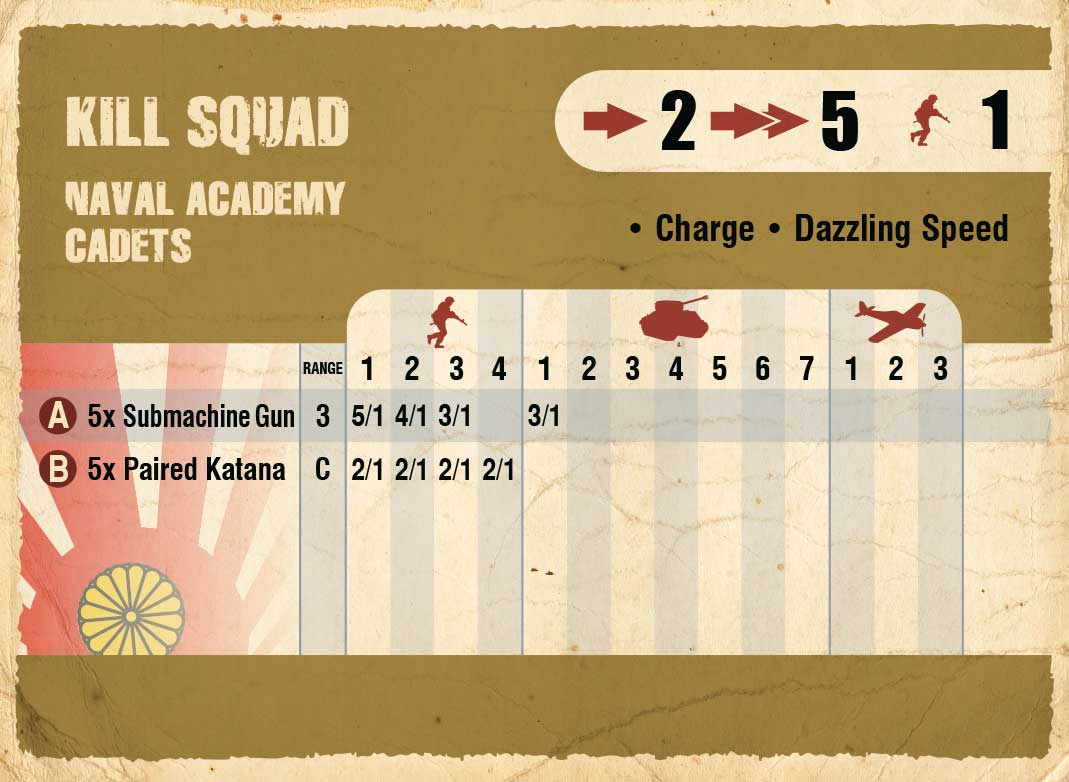 KILL SQUAD
2 5 1
NAVAL ACADEMY
CADETS
• Charge • Dazzling Speed
RANGE 1 2 3 4 1 2 3 4 5 6 7 1 2 3
A 5x Submachine Gun 3 5/1 4/1 3/1 3/1
B 5x Paired Katana C 2/1 2/1 2/1 2/1